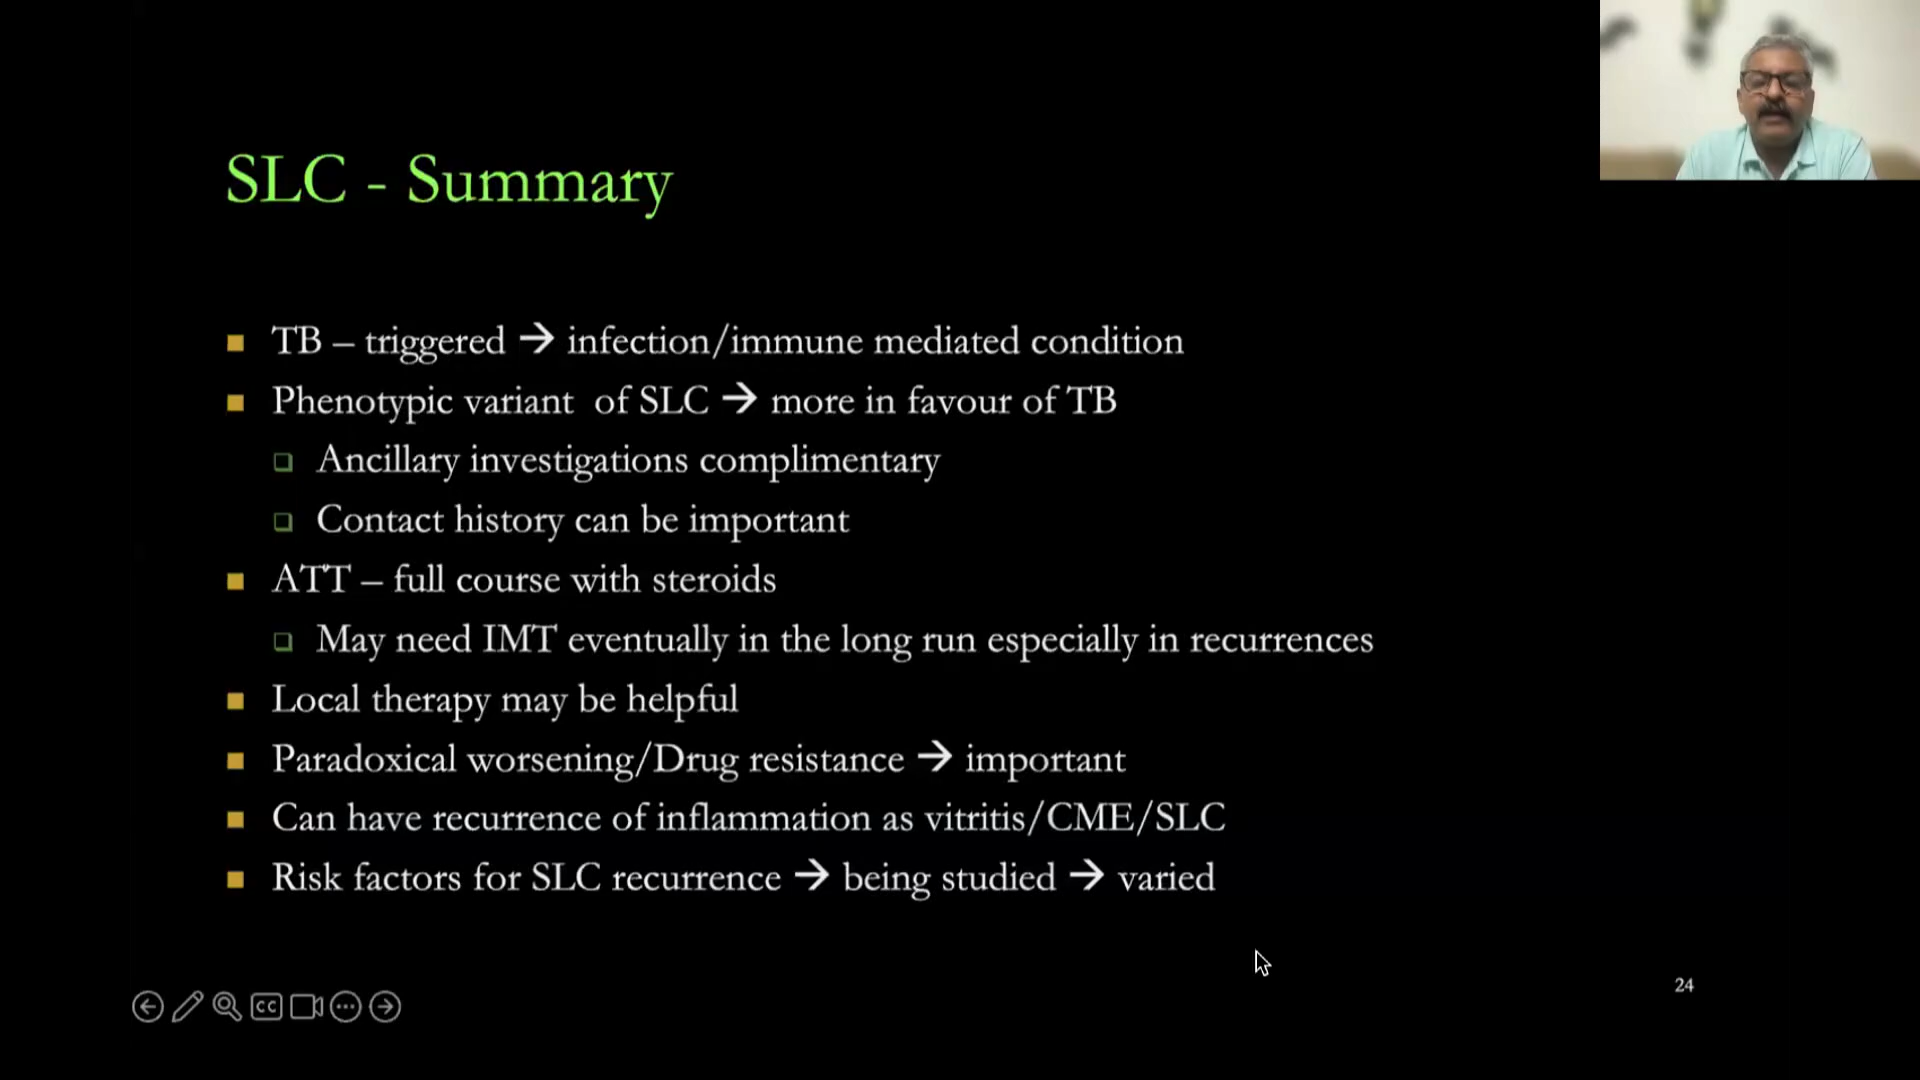 SLC - Summary
TB – triggered → infection/immune mediated condition
Phenotypic variant of SLC → more in favour of TB
Ancillary investigations complimentary
Contact history can be important
ATT – full course with steroids
May need IMT eventually in the long run especially in recurrences
Local therapy may be helpful
Paradoxical worsening/Drug resistance → important
Can have recurrence of inflammation as vitritis/CME/SLC
Risk factors for SLC recurrence → being studied → varied
24
CC